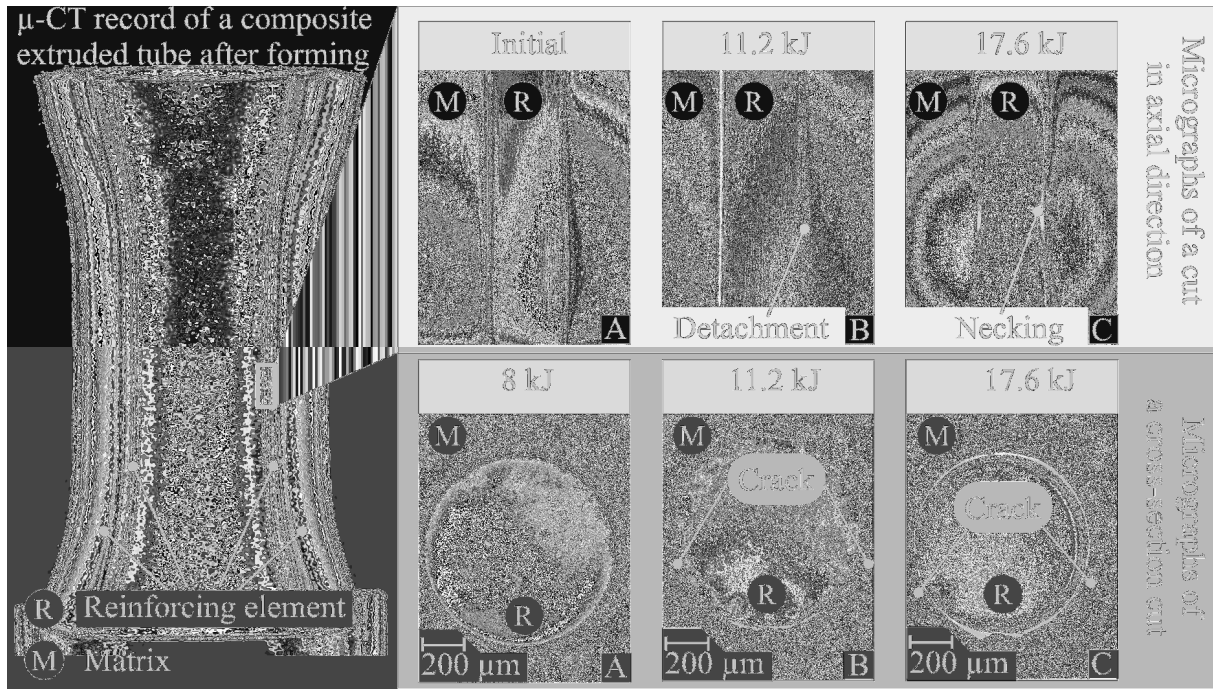 µ-CT record of a composite
extruded tube after forming
R Reinforcing element
M Matrix
Initial
M R
A
11.2 kJ
M R
Detachment B
17.6 kJ
M R
Necking C
Micrographs of a cut
in axial direction
8 kJ
M
R
200 µm A
11.2 kJ
M
Crack
R
200 µm B
17.6 kJ
M
Crack
R
200 µm C
Micrographs of
a cross-section cut